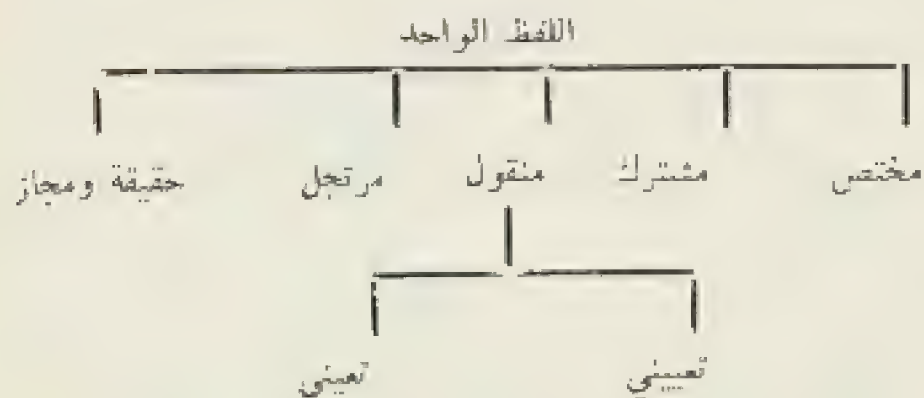 اللفظ الواحد
مختص مشترك منقول مرتجل حقيقة ومجاز
تعييني تعيني